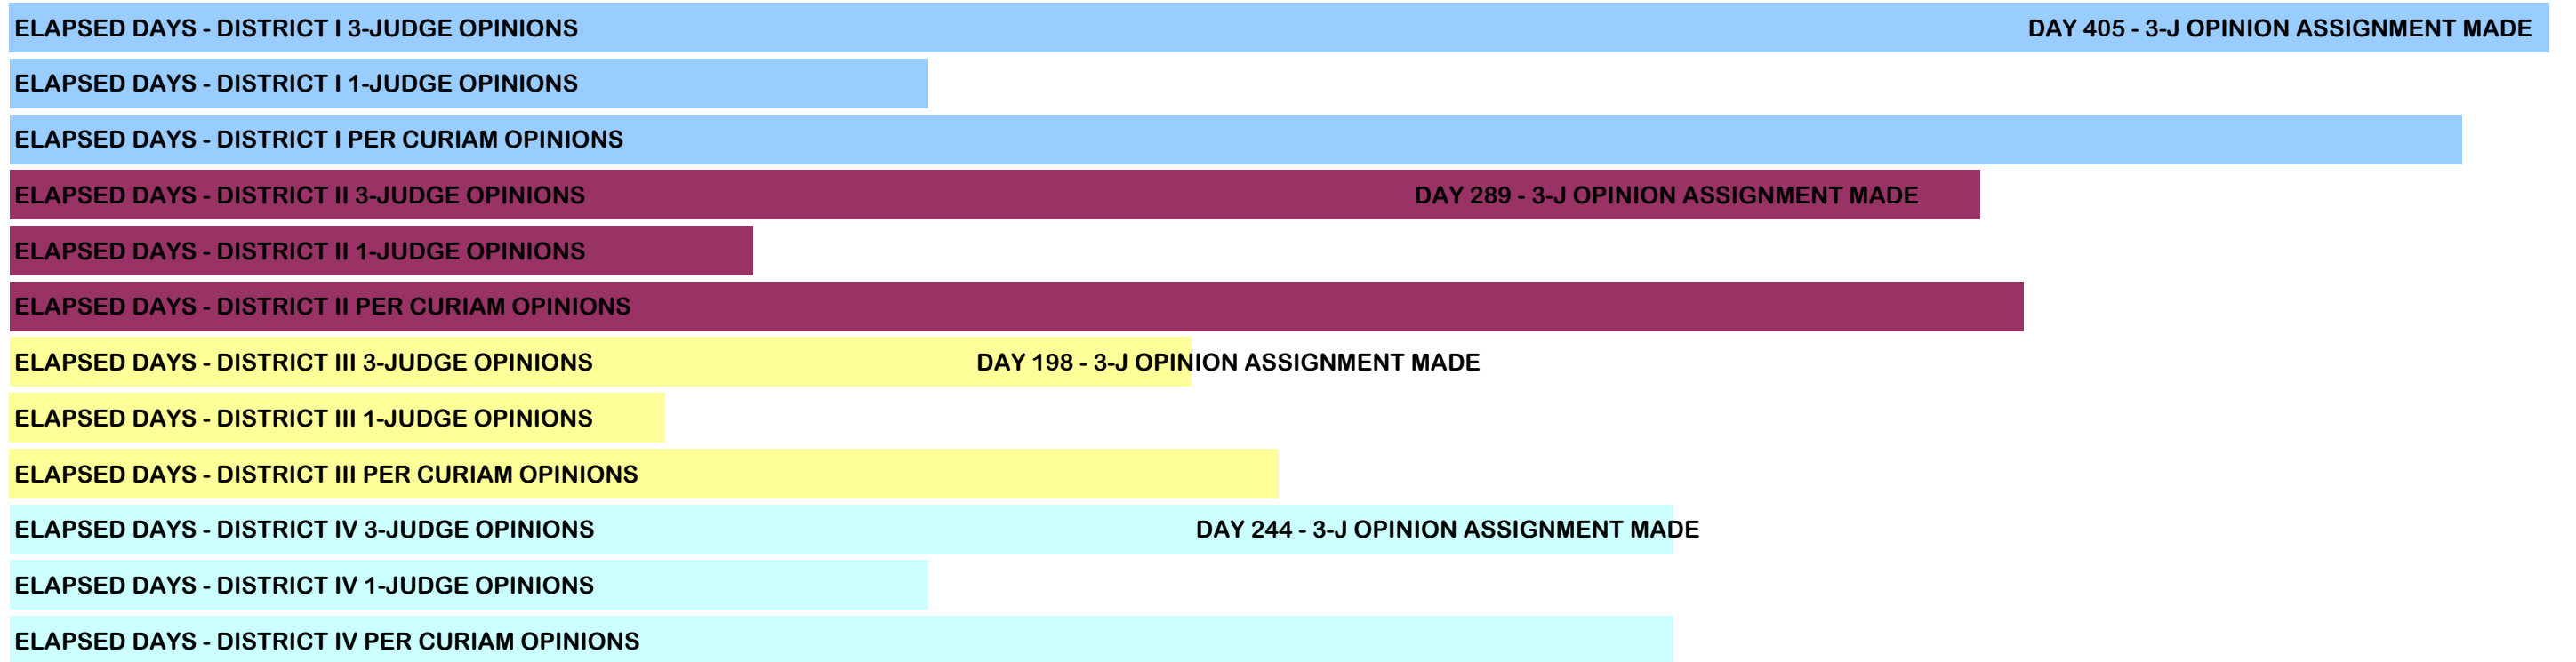 ELAPSED DAYS - DISTRICT I 3-JUDGE OPINIONS DAY 405 - 3-J OPINION ASSIGNMENT MADE
ELAPSED DAYS - DISTRICT I 1-JUDGE OPINIONS
ELAPSED DAYS - DISTRICT I PER CURIAM OPINIONS
ELAPSED DAYS - DISTRICT II 3-JUDGE OPINIONS DAY 289 - 3-J OPINION ASSIGNMENT MADE
ELAPSED DAYS - DISTRICT II 1-JUDGE OPINIONS
ELAPSED DAYS - DISTRICT II PER CURIAM OPINIONS
ELAPSED DAYS - DISTRICT III 3-JUDGE OPINIONS DAY 198 - 3-J OPINION ASSIGNMENT MADE
ELAPSED DAYS - DISTRICT III 1-JUDGE OPINIONS
ELAPSED DAYS - DISTRICT III PER CURIAM OPINIONS
ELAPSED DAYS - DISTRICT IV 3-JUDGE OPINIONS DAY 244 - 3-J OPINION ASSIGNMENT MADE
ELAPSED DAYS - DISTRICT IV 1-JUDGE OPINIONS
ELAPSED DAYS - DISTRICT IV PER CURIAM OPINIONS